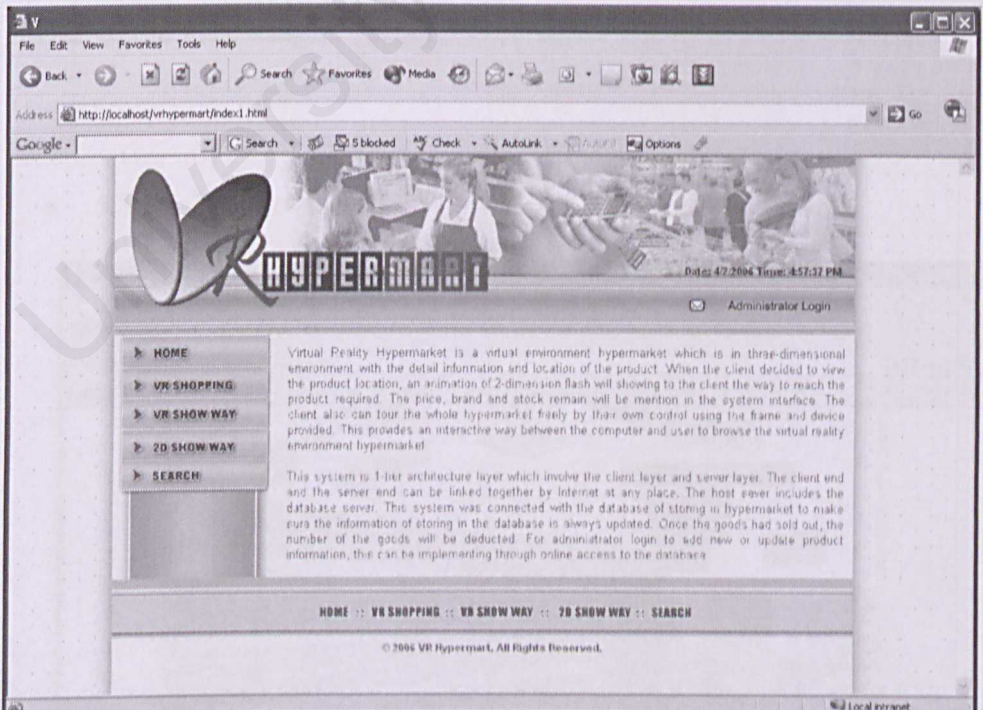 V
File Edit View Favorites Tools Help
Back Search Favorites Media
Address http://localhost/vrhypermart/index1.html Go
Google Search 5 blocked Check AutoLink AutoFill Options
VR HYPERMART
Date: 4/2/2006 Time: 4:57:37 PM
Administrator Login
HOME
VR SHOPPING
VR SHOW WAY
2D SHOW WAY
SEARCH
Virtual Reality Hypermarket is a virtual environment hypermarket which is in three-dimensional
environment with the detail information and location of the product. When the client decided to view
the product location, an animation of 2-dimension flash will showing to the client the way to reach the
product required. The price, brand and stock remain will be mention in the system interface. The
client also can tour the whole hypermarket freely by their own control using the frame and device
provided. This provides an interactive way between the computer and user to browse the virtual reality
environment hypermarket
This system is 1-tier architecture layer which involve the client layer and server layer. The client end
and the server end can be linked together by Internet at any place. The host sever includes the
database server. This system was connected with the database of storing in hypermarket to make
sure the information of storing in the database is always updated. Once the goods had sold out, the
number of the goods will be deducted. For administrator login to add new or update product
information, this can be implementing through online access to the database
HOME :: VR SHOPPING :: VR SHOW WAY :: 2D SHOW WAY :: SEARCH
© 2006 VR Hypermart, All Rights Reserved.
Local intranet
University